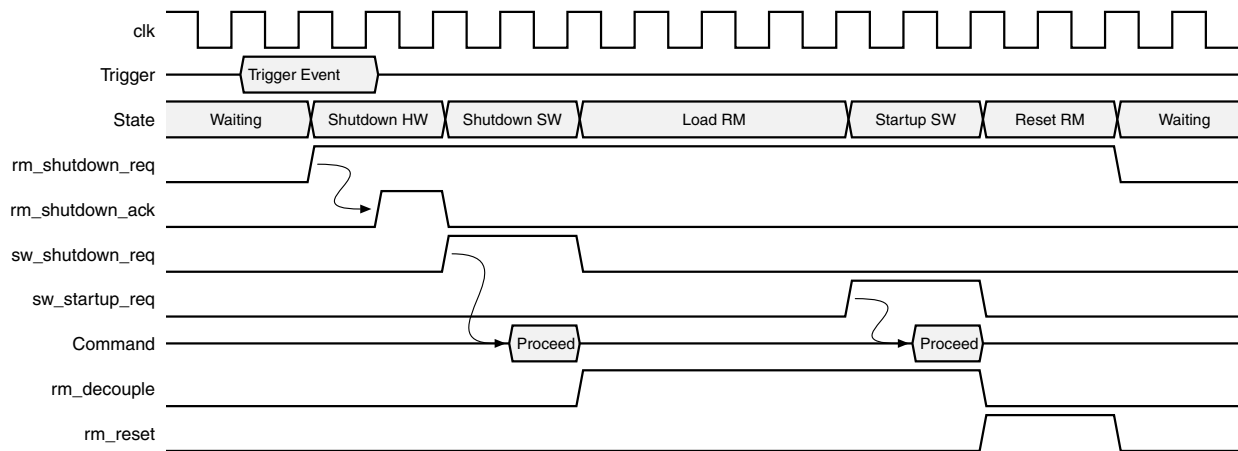 clk
Trigger
Trigger Event
State
Waiting
Shutdown HW
Shutdown SW
Load RM
Startup SW
Reset RM
Waiting
rm_shutdown_req
rm_shutdown_ack
sw_shutdown_req
sw_startup_req
Command
Proceed
Proceed
rm_decouple
rm_reset